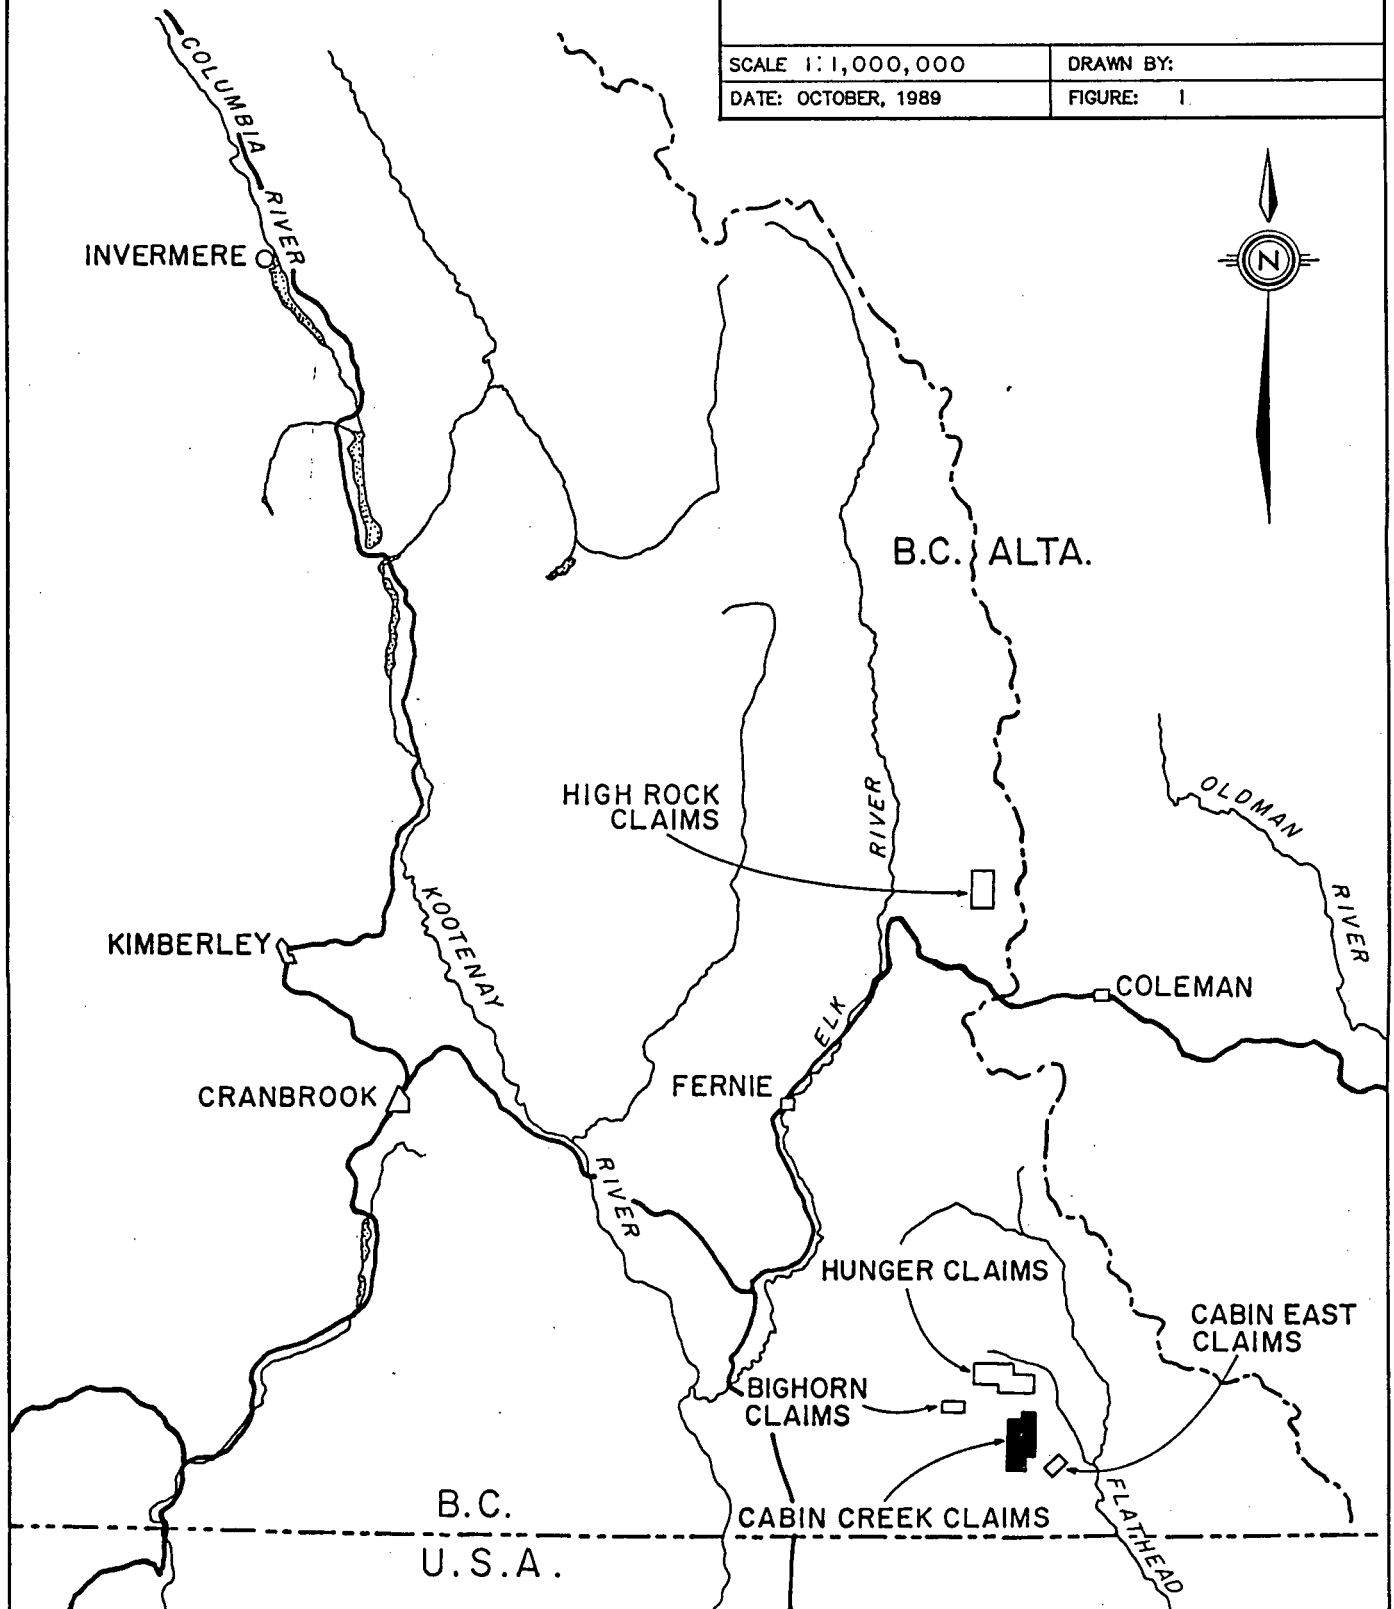 SCALE 1:1,000,000
DRAWN BY:
DATE: OCTOBER, 1989
FIGURE: 1
COLUMBIA RIVER
N
INVERMERE
B.C. ALTA.
HIGH ROCK
CLAIMS
OLDMAN RIVER
KOOTENAY RIVER
ELK RIVER
KIMBERLEY
COLEMAN
CRANBROOK
FERNIE
HUNGER CLAIMS
CABIN EAST
CLAIMS
BIGHORN
CLAIMS
CABIN CREEK CLAIMS
FLATHEAD
B.C.
U.S.A.